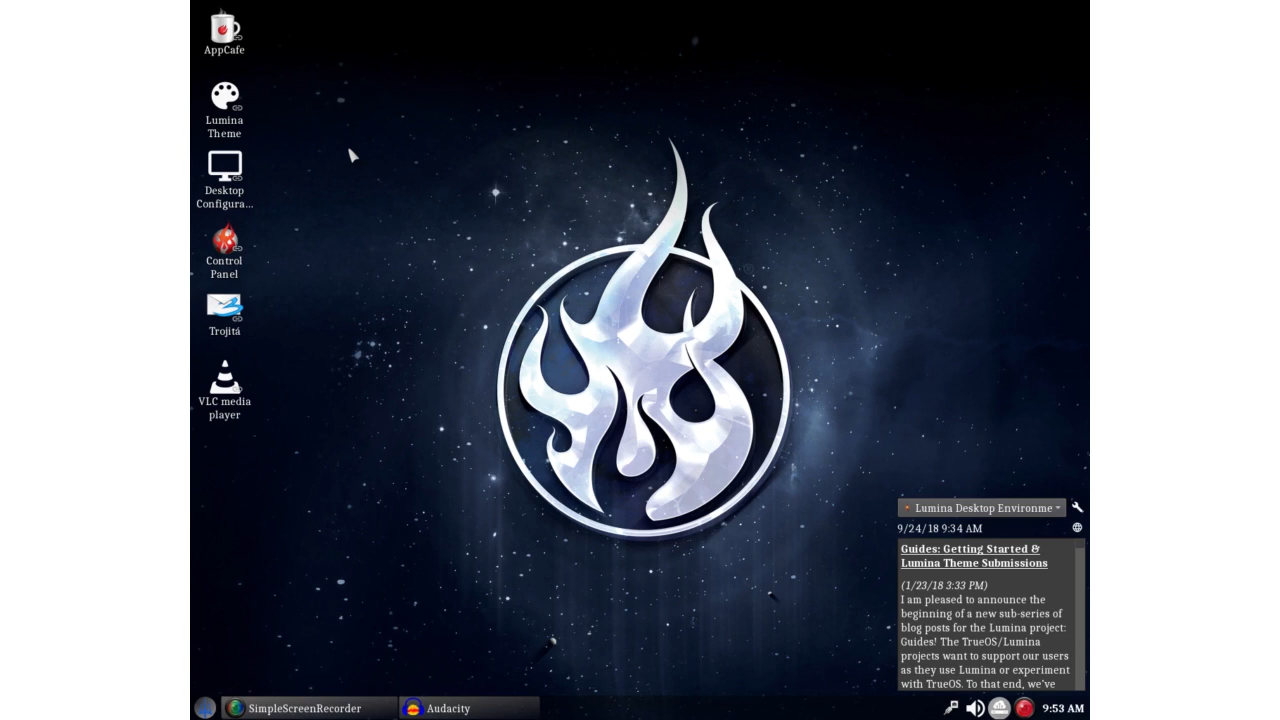 AppCafe
Lumina
Theme
Desktop
Configura...
Control
Panel
Trojitá
VLC media
player
Lumina Desktop Environme
9/24/18 9:34 AM
Guides: Getting Started &
Lumina Theme Submissions
(1/23/18 3:33 PM)
I am pleased to announce the
beginning of a new sub-series of
blog posts for the Lumina project:
Guides! The TrueOS/Lumina
projects want to support our users
as they use Lumina or experiment
with TrueOS. To that end, we've
SimpleScreenRecorder
Audacity
9:53 AM